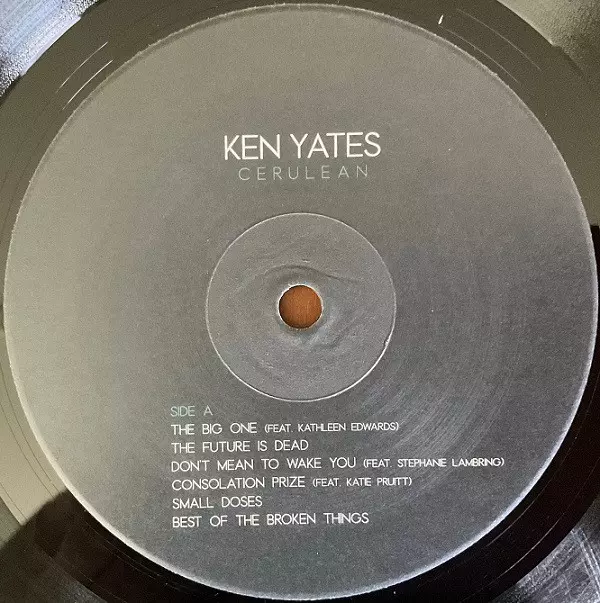 KEN YATES
CERULEAN
SIDE A
THE BIG ONE (FEAT. KATHLEEN EDWARDS)
THE FUTURE IS DEAD
DON'T MEAN TO WAKE YOU (FEAT. STEPHANIE LAMBRING)
CONSOLATION PRIZE (FEAT. KATIE PRUITT)
SMALL DOSES
BEST OF THE BROKEN THINGS